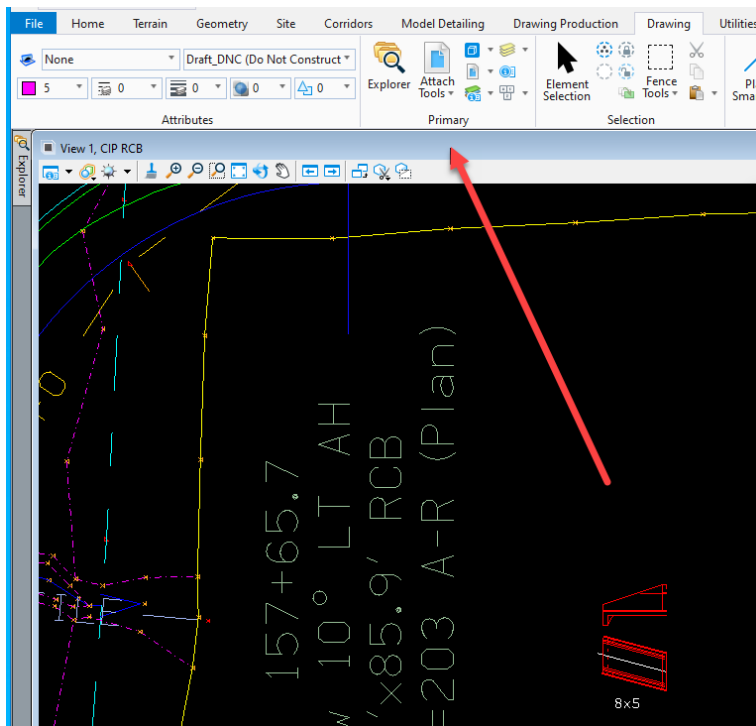 File Home Terrain Geometry Site Corridors Model Detailing Drawing Production Drawing Utilities
None Draft_DNC (Do Not Construct
5 0 0 0 0
Explorer Attach Tools Element Selection Fence Tools
Attributes Primary Selection
View 1, CIP RCB
Explorer
157+65.7
10° LT AH
'x85.9' RCB
=203 A-R (Plan)
8x5